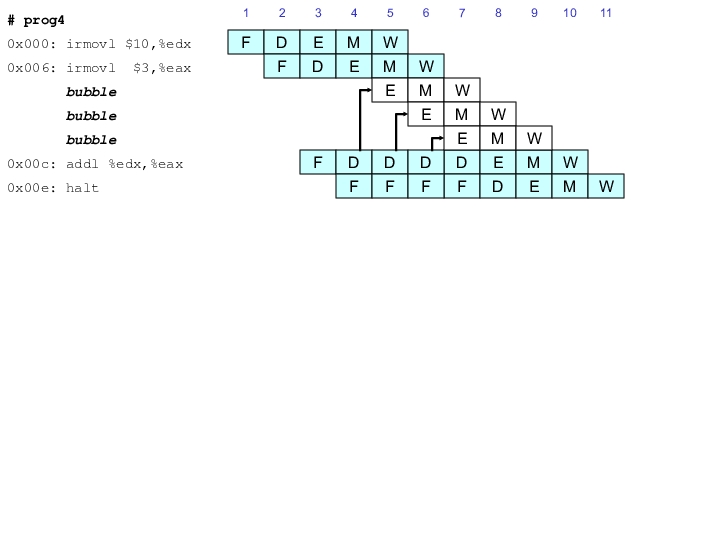 1 2 3 4 5 6 7 8 9 10 11
# prog4
0x000: irmovl $10,%edx F D E M W
0x006: irmovl  $3,%eax F D E M W
bubble E M W
bubble E M W
bubble E M W
0x00c: addl %edx,%eax F D D D D E M W
0x00e: halt F F F F D E M W